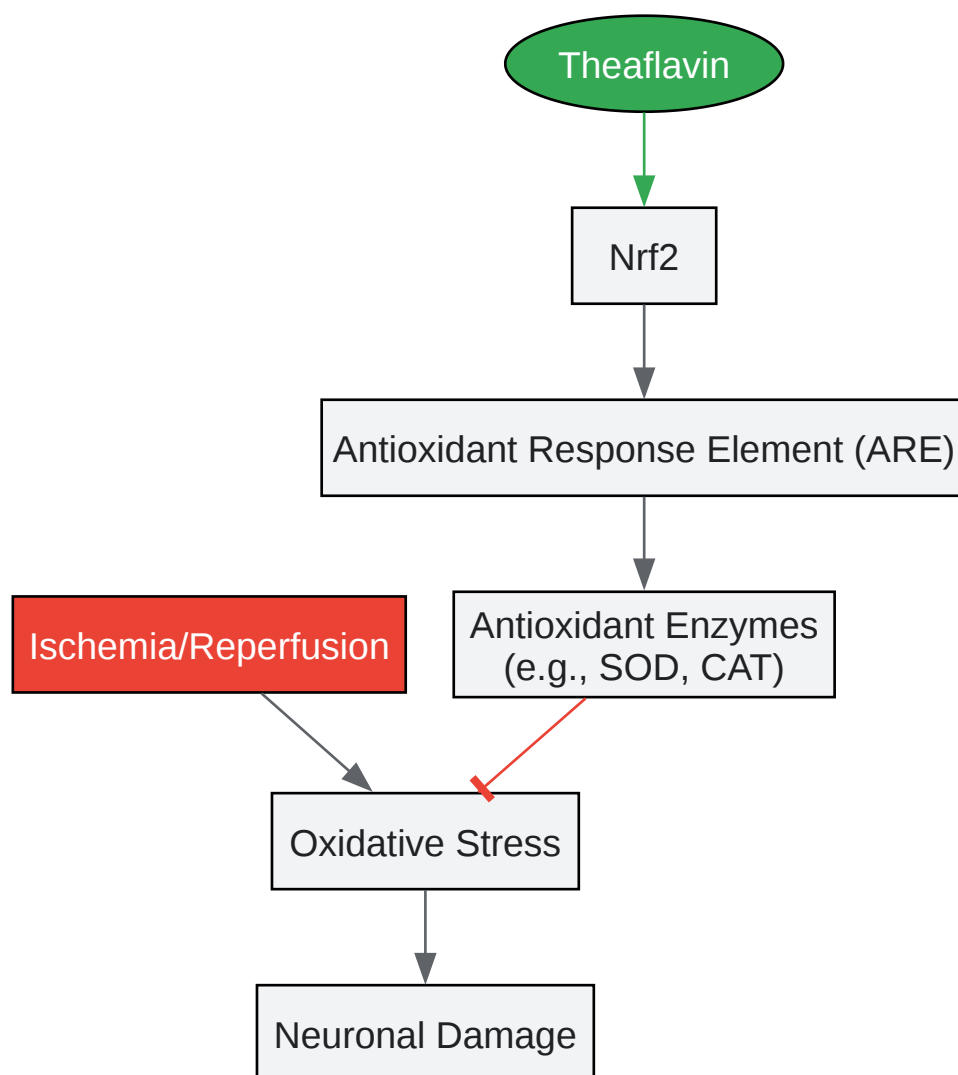 Theaflavin
Nrf2
Antioxidant Response Element (ARE)
Ischemia/Reperfusion
Antioxidant Enzymes
(e.g., SOD, CAT)
Oxidative Stress
Neuronal Damage